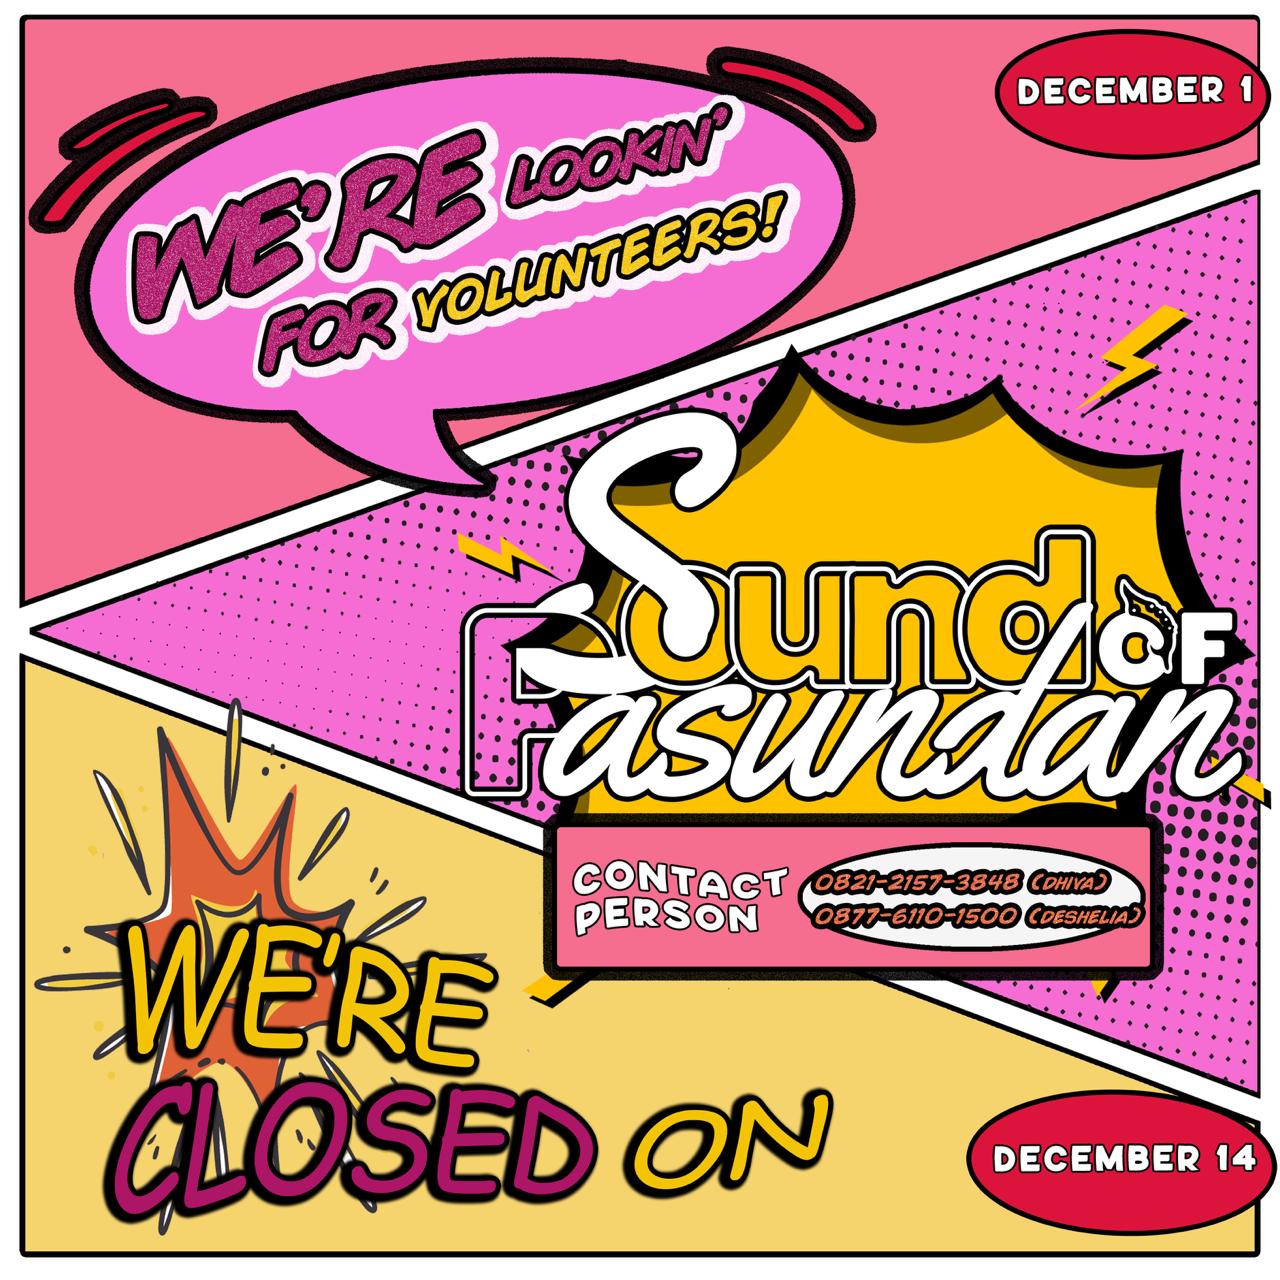 DECEMBER 1
WE'RE LOOKIN'
FOR VOLUNTEERS!
Sound OF
Pasundan
CONTACT
PERSON
0821-2157-3848 (DHIYA)
0877-6110-1500 (DESHELIA)
WE'RE
CLOSED ON
DECEMBER 14